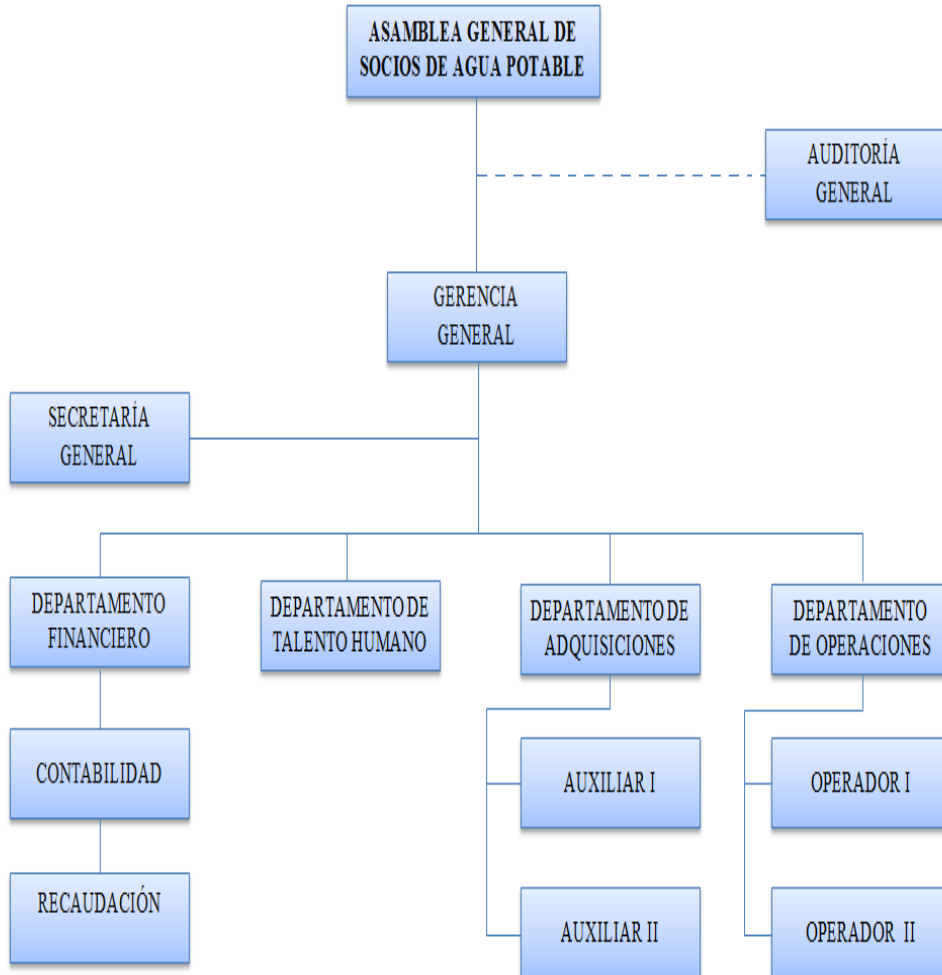 ASAMBLEA GENERAL DE
SOCIOS DE AGUA POTABLE
AUDITORÍA
GENERAL
GERENCIA
GENERAL
SECRETARÍA
GENERAL
DEPARTAMENTO
FINANCIERO
DEPARTAMENTO DE
TALENTO HUMANO
DEPARTAMENTO DE
ADQUISICIONES
DEPARTAMENTO
DE OPERACIONES
CONTABILIDAD
AUXILIAR I
OPERADOR I
RECAUDACIÓN
AUXILIAR II
OPERADOR II